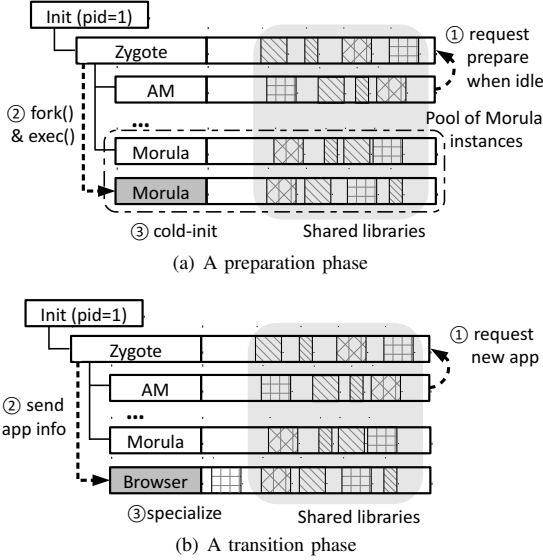 Init (pid=1)
Zygote
① request
prepare
when idle
AM
② fork()
& exec()
...
Pool of Morula
instances
Morula
Morula
③ cold-init
Shared libraries
(a) A preparation phase
Init (pid=1)
Zygote
① request
new app
AM
② send
app info
...
Morula
Browser
③specialize
Shared libraries
(b) A transition phase